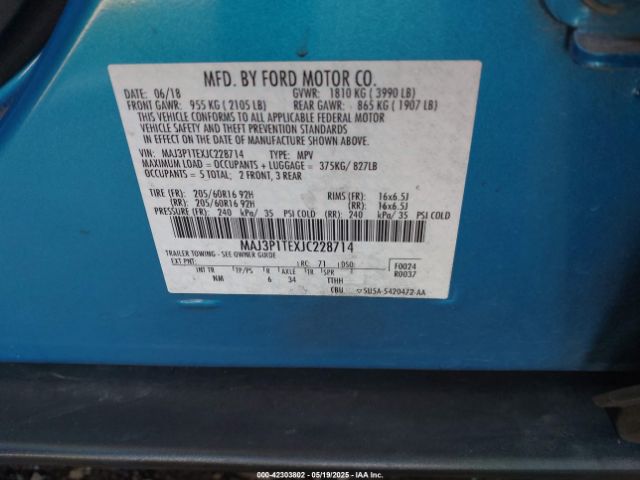 MFD. BY FORD MOTOR CO.
DATE: 06/18 GVWR: 1810 KG ( 3990 LB)
FRONT GAWR: 955 KG ( 2105 LB) REAR GAWR: 865 KG ( 1907 LB)
THIS VEHICLE CONFORMS TO ALL APPLICABLE FEDERAL MOTOR
VEHICLE SAFETY AND THEFT PREVENTION STANDARDS
IN EFFECT ON THE DATE OF MANUFACTURE SHOWN ABOVE.
VIN: MAJ3P1TEXJC228714 TYPE: MPV
MAXIMUM LOAD = OCCUPANTS + LUGGAGE = 375KG/ 827LB
OCCUPANTS = 5 TOTAL; 2 FRONT, 3 REAR
TIRE (FR): 205/60R16 92H RIMS (FR): 16x6.5J
(RR): 205/60R16 92H (RR): 16x6.5J
PRESSURE (FR): 240 kPa/ 35 PSI COLD (RR): 240 kPa/ 35 PSI COLD
MAJ3P1TEXJC228714
TRAILER TOWING - SEE OWNER GUIDE
EXT PNT: RC: 71 DSO: F0024
R0037
INT TR TP/PS R AXLE TR SPR
NM 6 34 TTHH
CBU 5U5A-5420472-AA
00-42303802 - 05/19/2025 - IAA Inc.